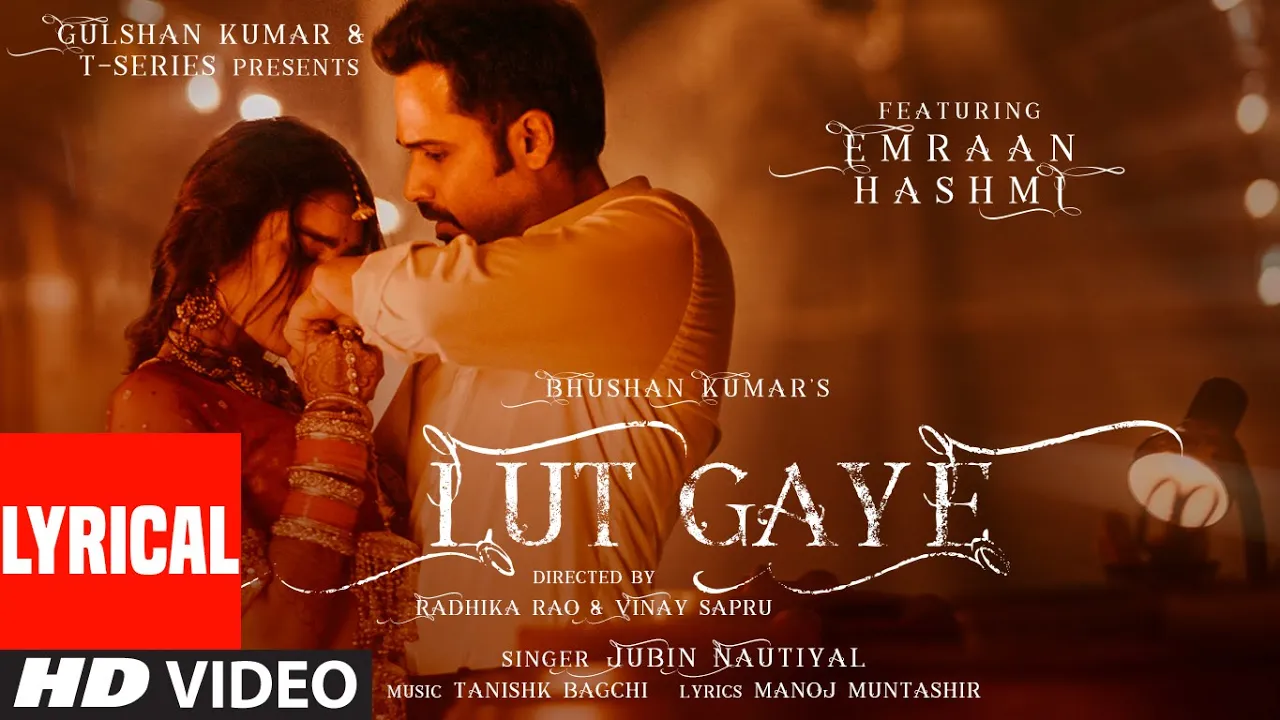 GULSHAN KUMAR &
T-SERIES PRESENTS
FEATURING
EMRAAN
HASHMI
BHUSHAN KUMAR'S
LUT GAYE
DIRECTED BY
RADHIKA RAO & VINAY SAPRU
SINGER JUBIN NAUTIYAL
MUSIC TANISHK BAGCHI LYRICS MANOJ MUNTASHIR
LYRICAL
HD VIDEO